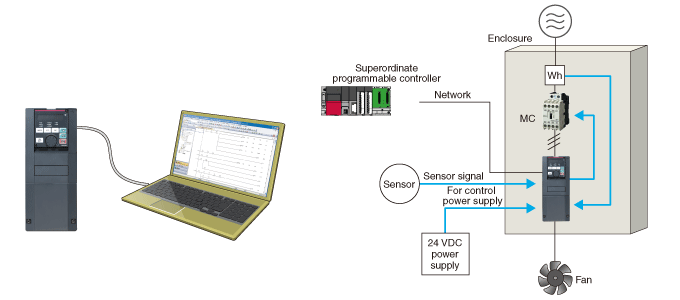 Enclosure
Superordinate
programmable controller
Wh
Network
MC
Sensor
Sensor signal
For control
power supply
24 VDC
power
supply
Fan